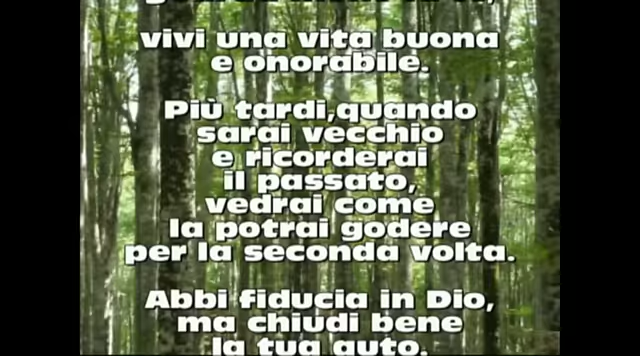 vivi una vita buona
e onorabile.
Più tardi,quando
sarai vecchio
e ricorderai
il passato,
vedrai come
la potrai godere
per la seconda volta.
Abbi fiducia in Dio,
ma chiudi bene
la tua auto.